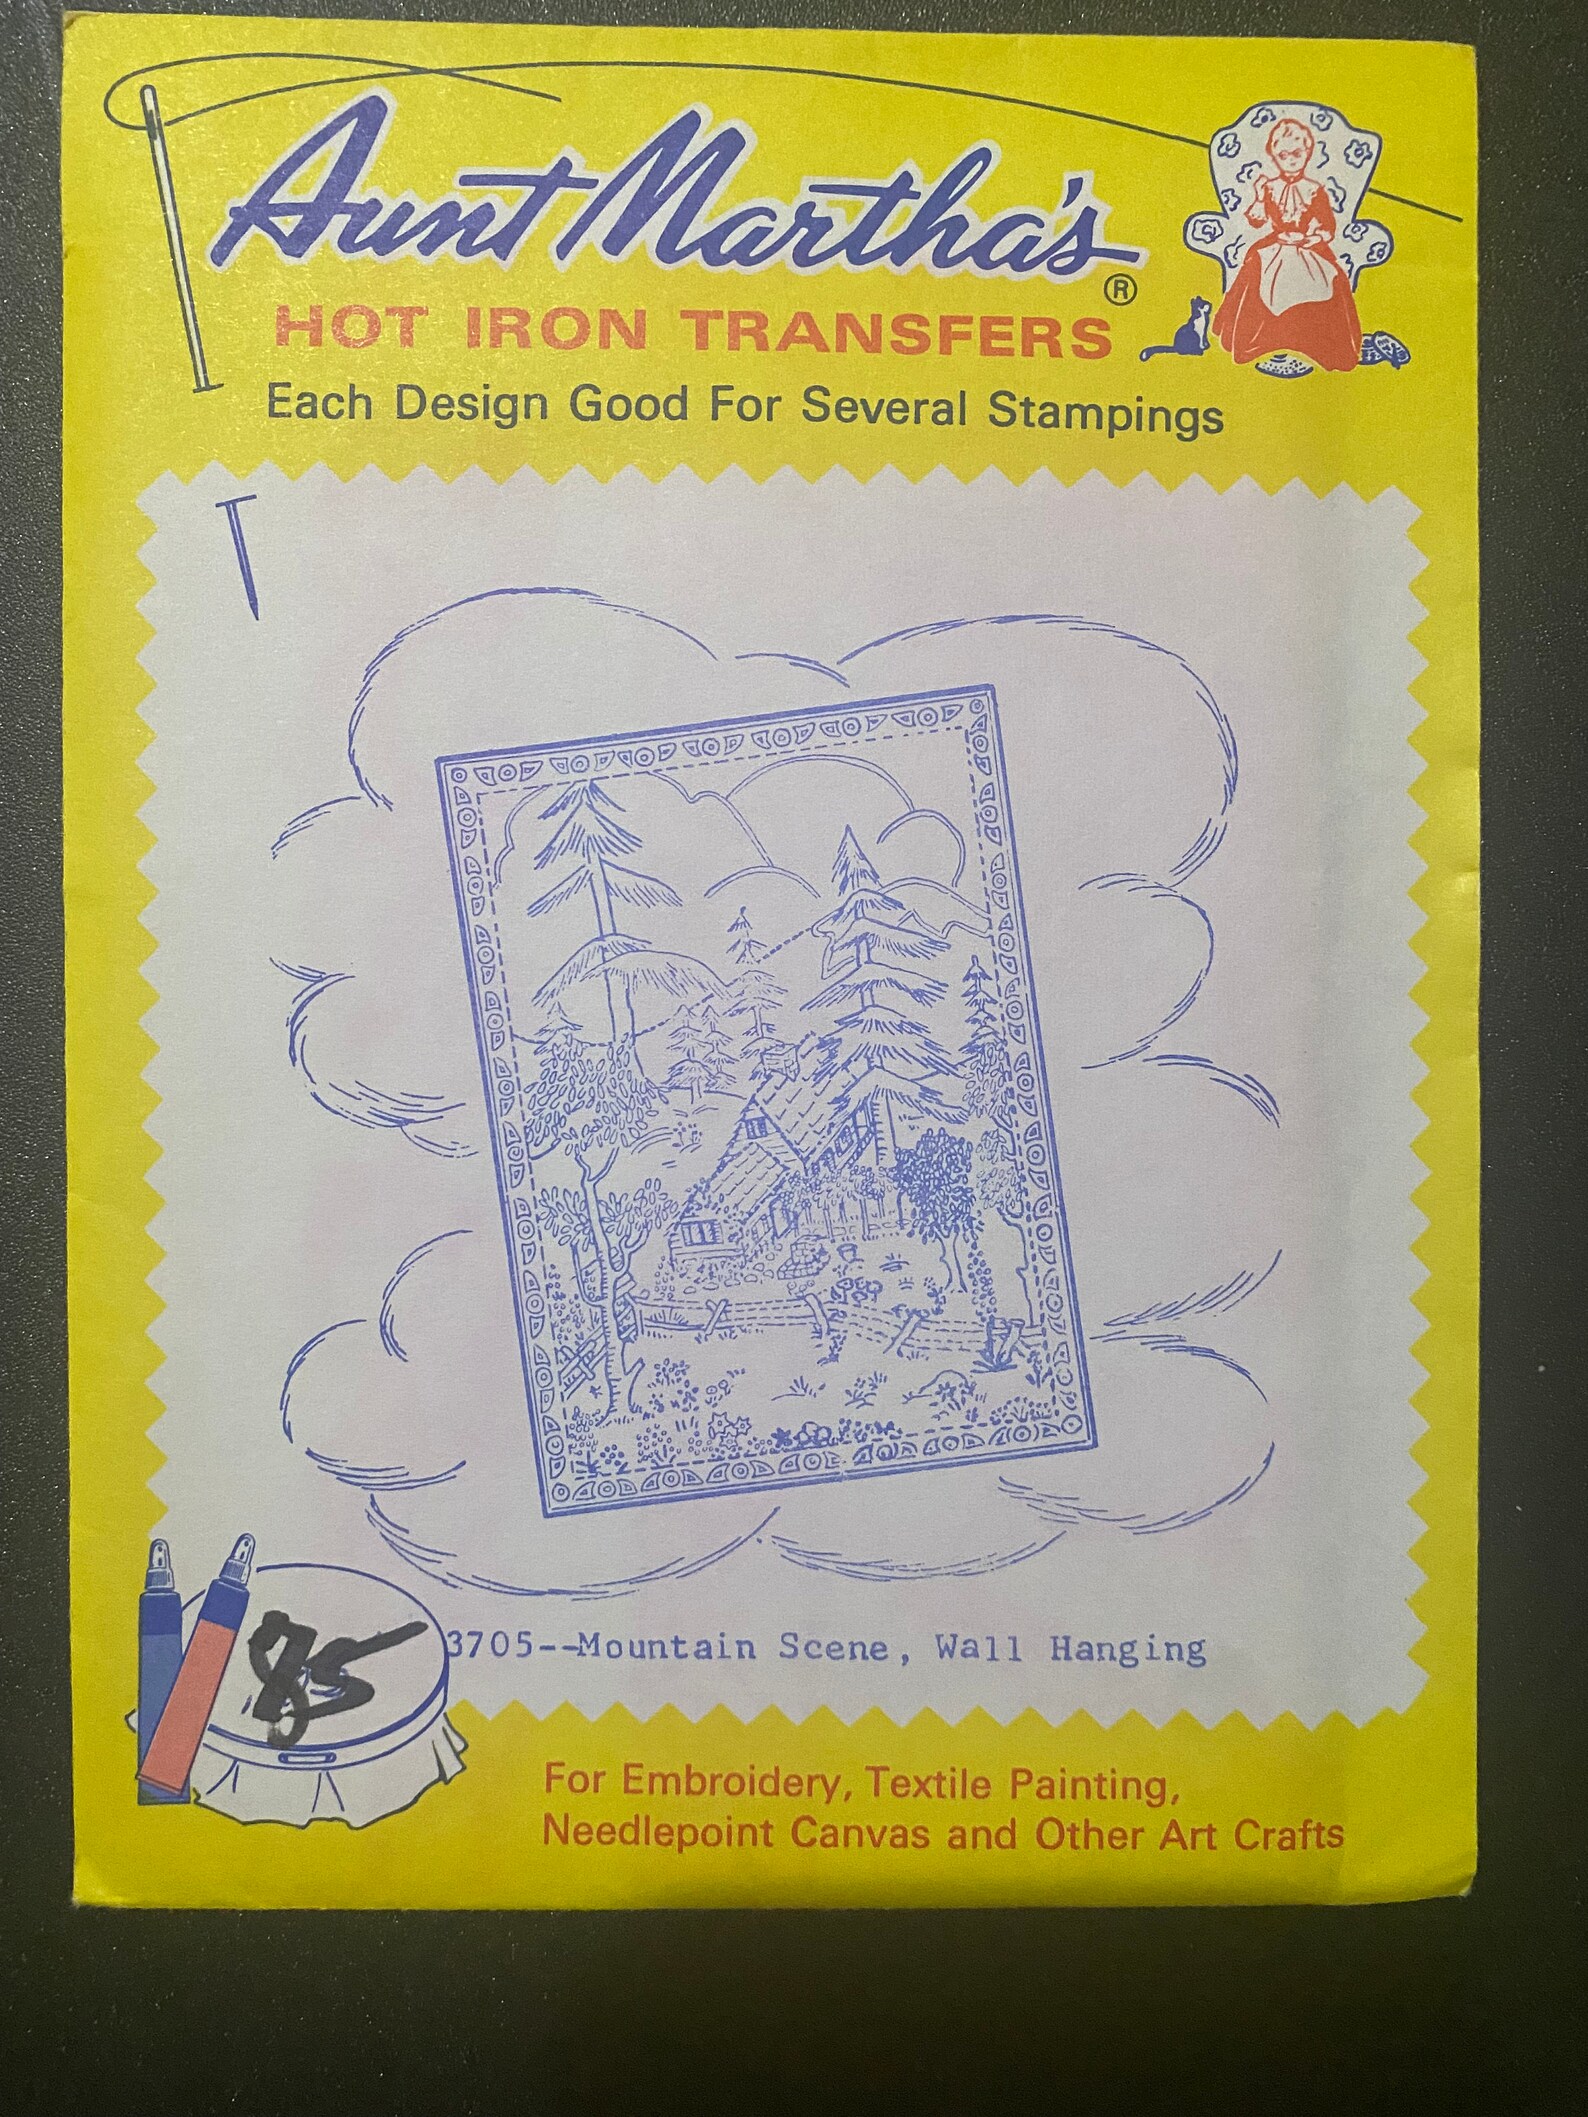 Aunt Martha's®
HOT IRON TRANSFERS
Each Design Good For Several Stampings
85
3705--Mountain Scene, Wall Hanging
For Embroidery, Textile Painting,
Needlepoint Canvas and Other Art Crafts